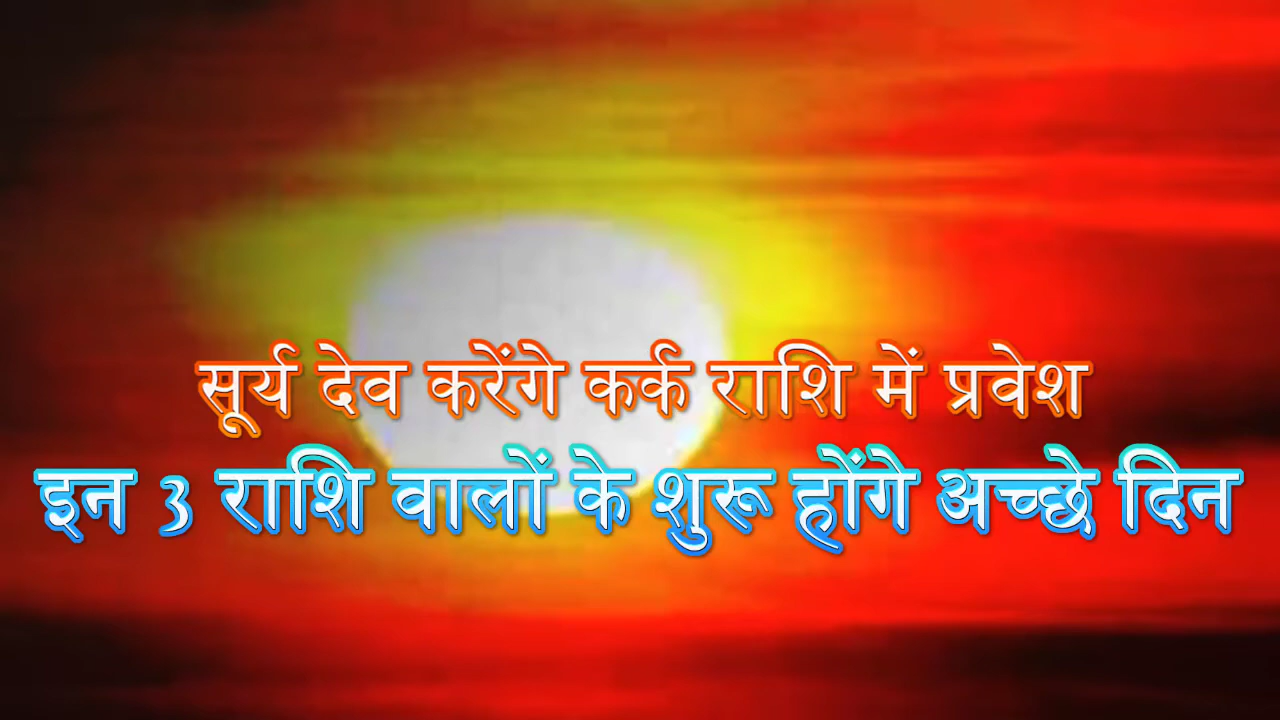 सूर्य देव करेंगे कर्क राशि में प्रवेश
इन 3 राशि वालों के शुरू होंगे अच्छे दिन